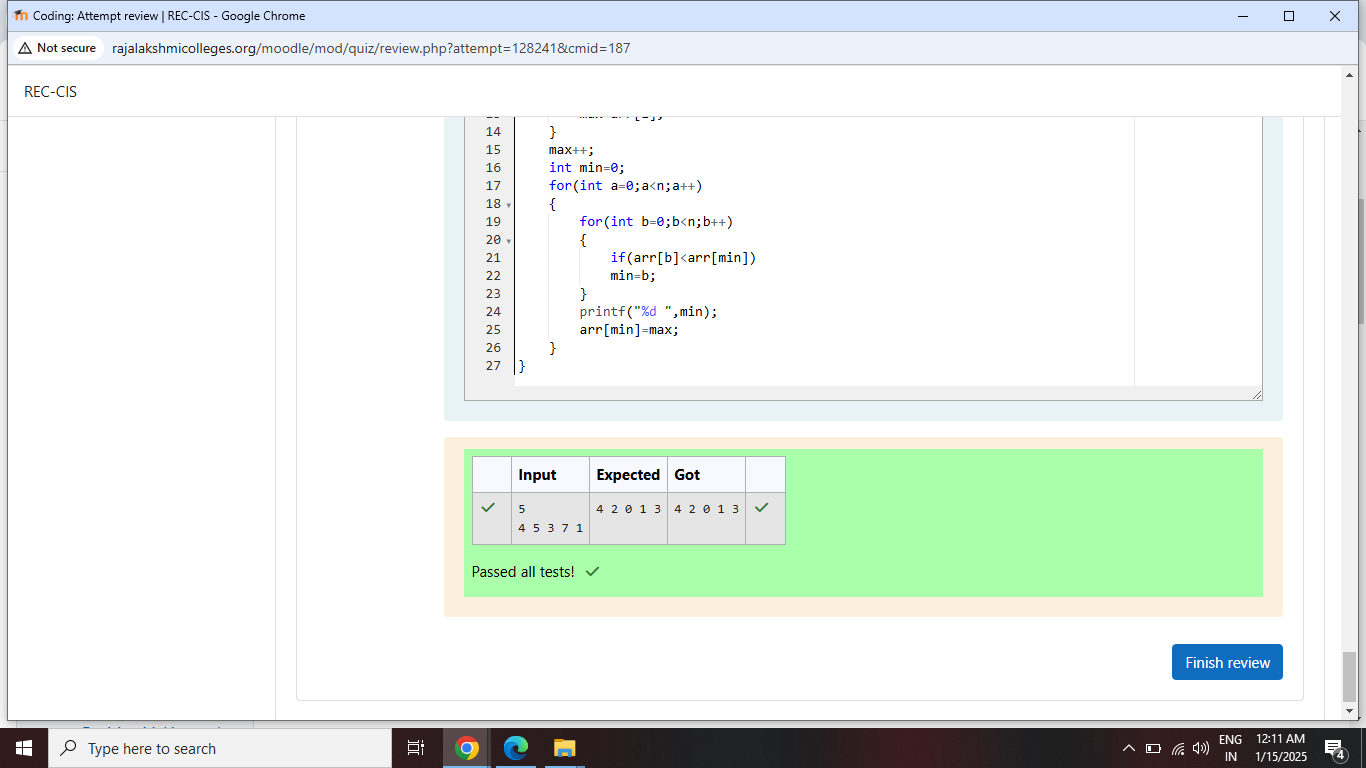 Coding: Attempt review | REC-CIS - Google Chrome
Not secure rajalakshmicolleges.org/moodle/mod/quiz/review.php?attempt=128241&cmid=187
REC-CIS
14 }
15 max++;
16 int min=0;
17 for(int a=0;a<n;a++)
18 {
19 for(int b=0;b<n;b++)
20 {
21 if(arr[b]<arr[min])
22 min=b;
23 }
24 printf("%d ",min);
25 arr[min]=max;
26 }
27 }
Input Expected Got
5 4 2 0 1 3 4 2 0 1 3
4 5 3 7 1
Passed all tests!
Finish review
Type here to search
ENG 12:11 AM
IN 1/15/2025
4